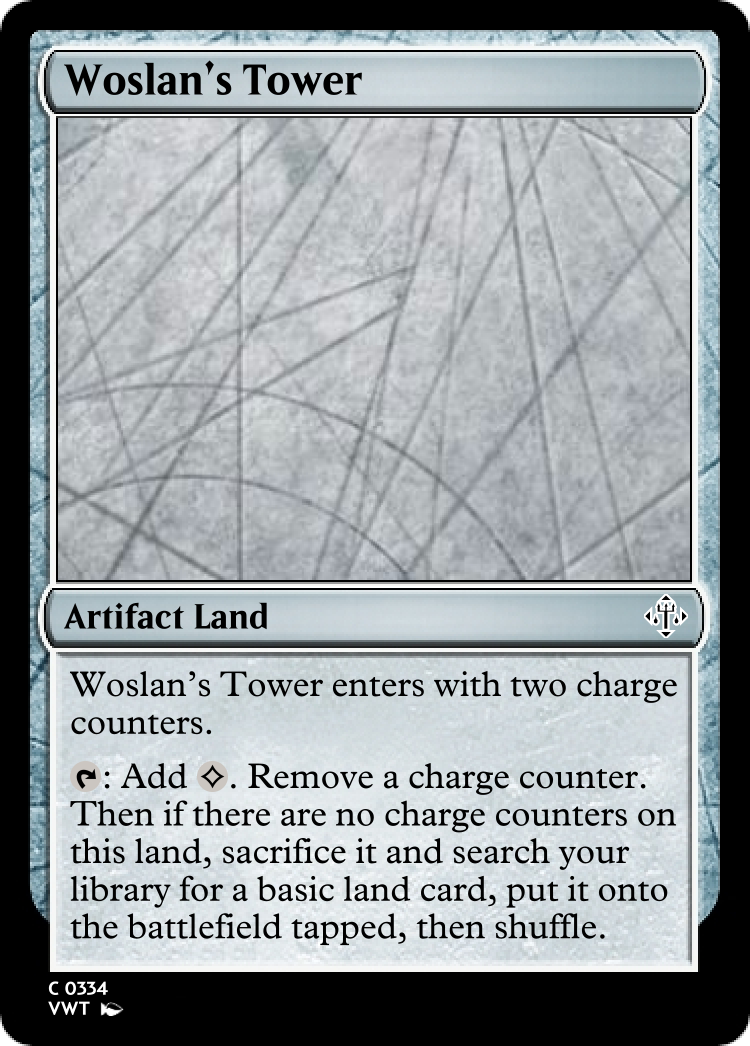 Woslan's Tower
Artifact Land
Woslan's Tower enters with two charge
counters.
: Add . Remove a charge counter.
Then if there are no charge counters on
this land, sacrifice it and search your
library for a basic land card, put it onto
the battlefield tapped, then shuffle.
C 0334
VWT